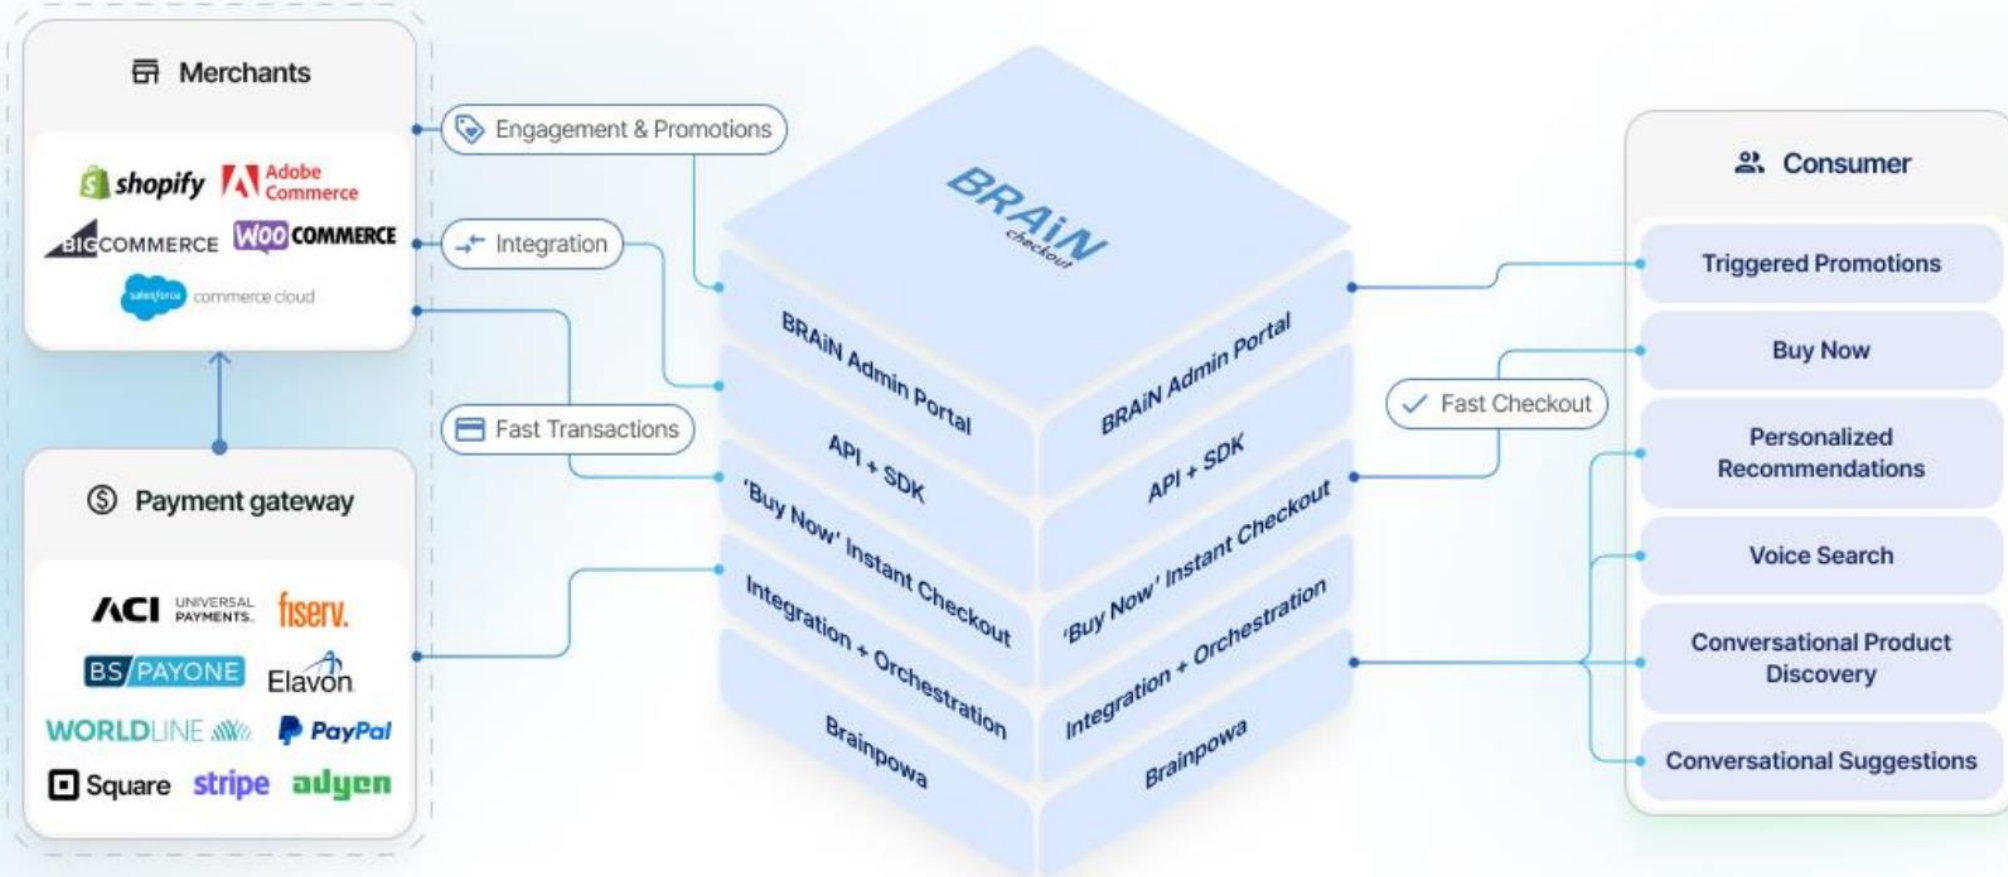 Merchants
shopify
Adobe
Commerce
BIGCOMMERCE
WOO COMMERCE
salesforce commerce cloud
Payment gateway
ACI UNIVERSAL
PAYMENTS.
fiserv.
BS/PAYONE
Elavon
WORLDLINE
PayPal
Square
stripe
adyen
Engagement & Promotions
Integration
Fast Transactions
BRAiN
checkout
BRAiN Admin Portal
API + SDK
'Buy Now' Instant Checkout
Integration + Orchestration
Brainpowa
BRAiN Admin Portal
API + SDK
'Buy Now' Instant Checkout
Integration + Orchestration
Brainpowa
Fast Checkout
Consumer
Triggered Promotions
Buy Now
Personalized
Recommendations
Voice Search
Conversational Product
Discovery
Conversational Suggestions